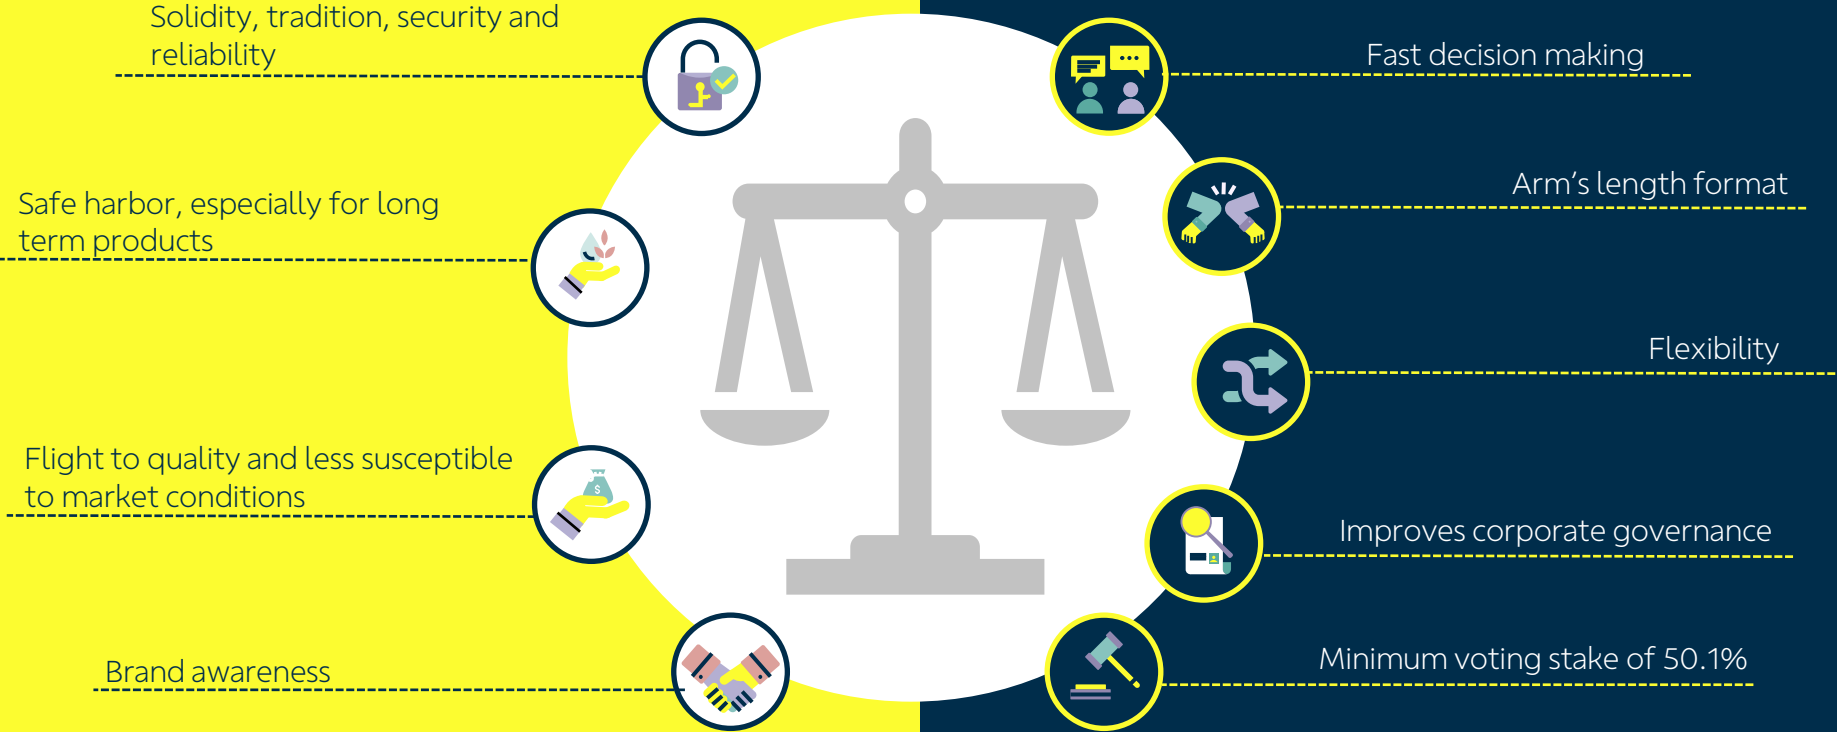 Solidity, tradition, security and
reliability
Safe harbor, especially for long
term products
Flight to quality and less susceptible
to market conditions
$
Brand awareness
Fast decision making
Arm's length format
Flexibility
Improves corporate governance
Minimum voting stake of 50.1%